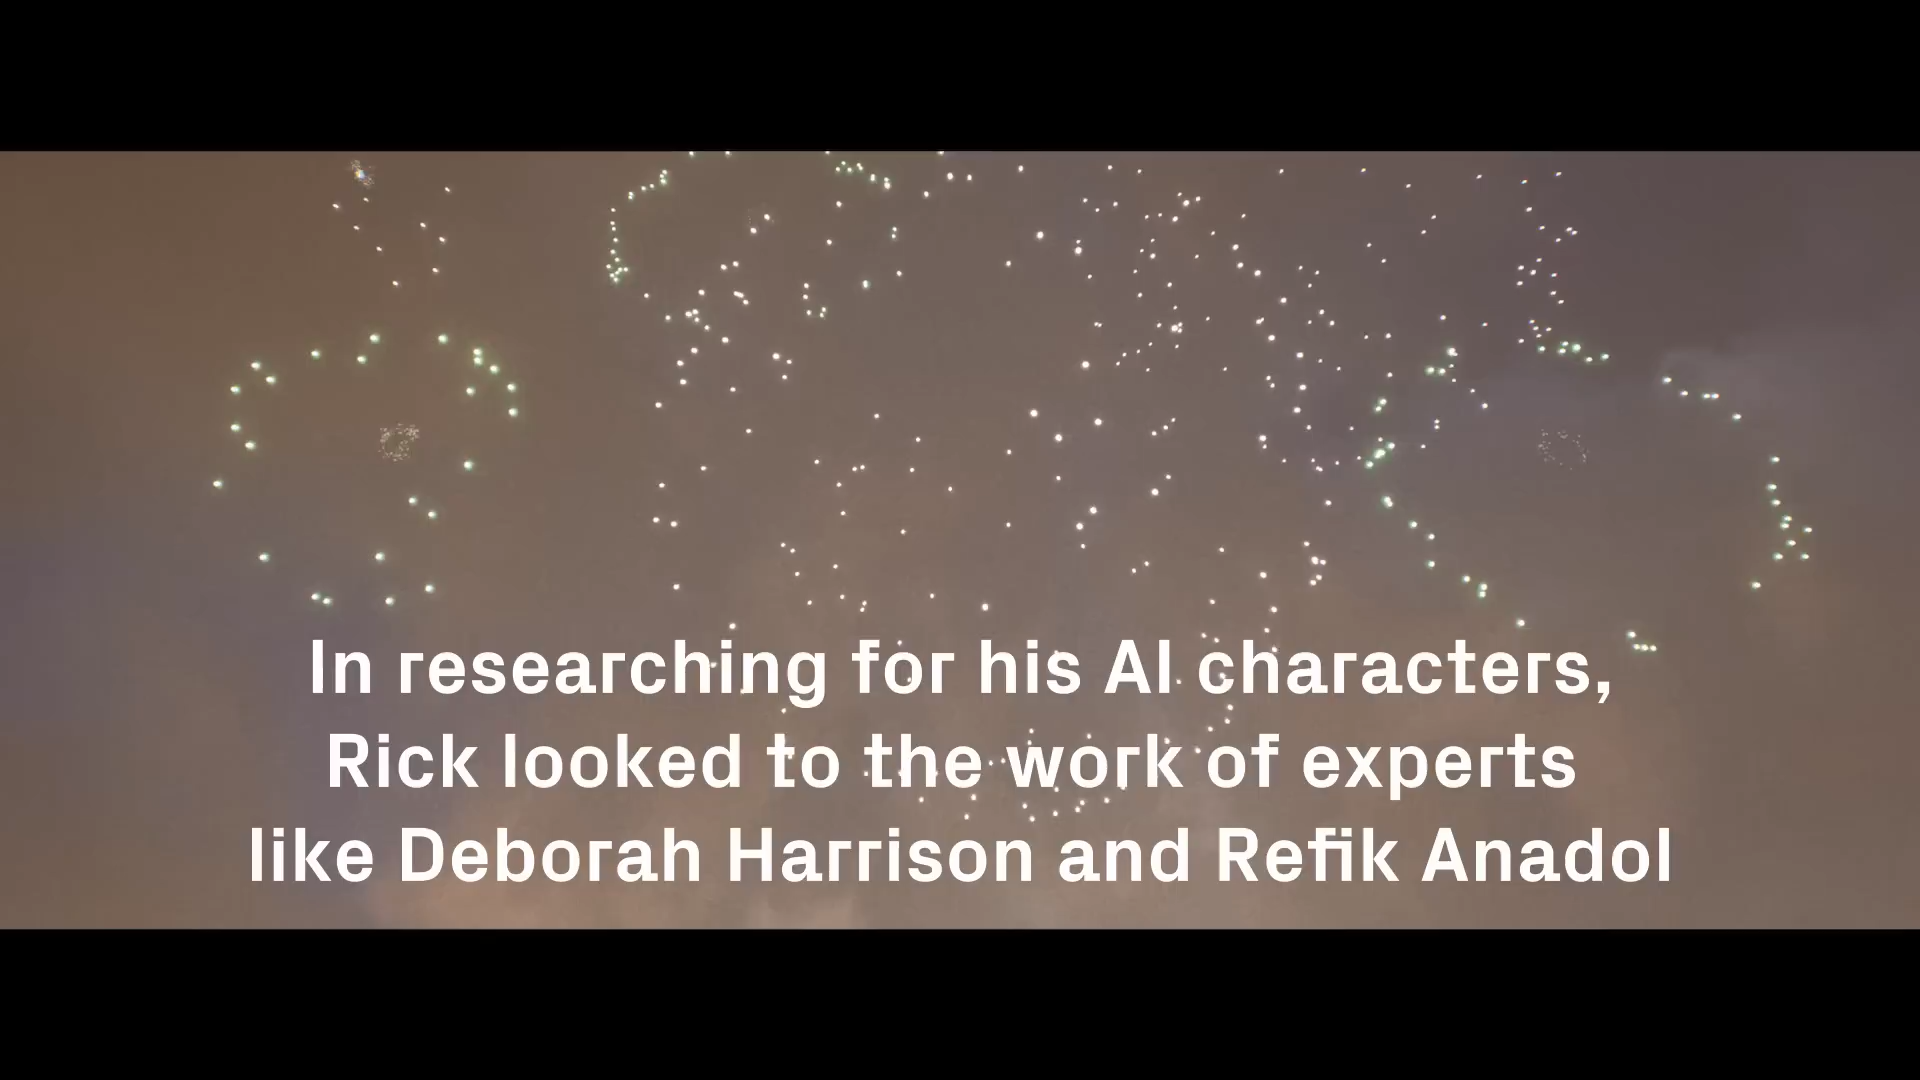 In researching for his AI characters,
Rick looked to the work of experts
like Deborah Harrison and Refik Anadol